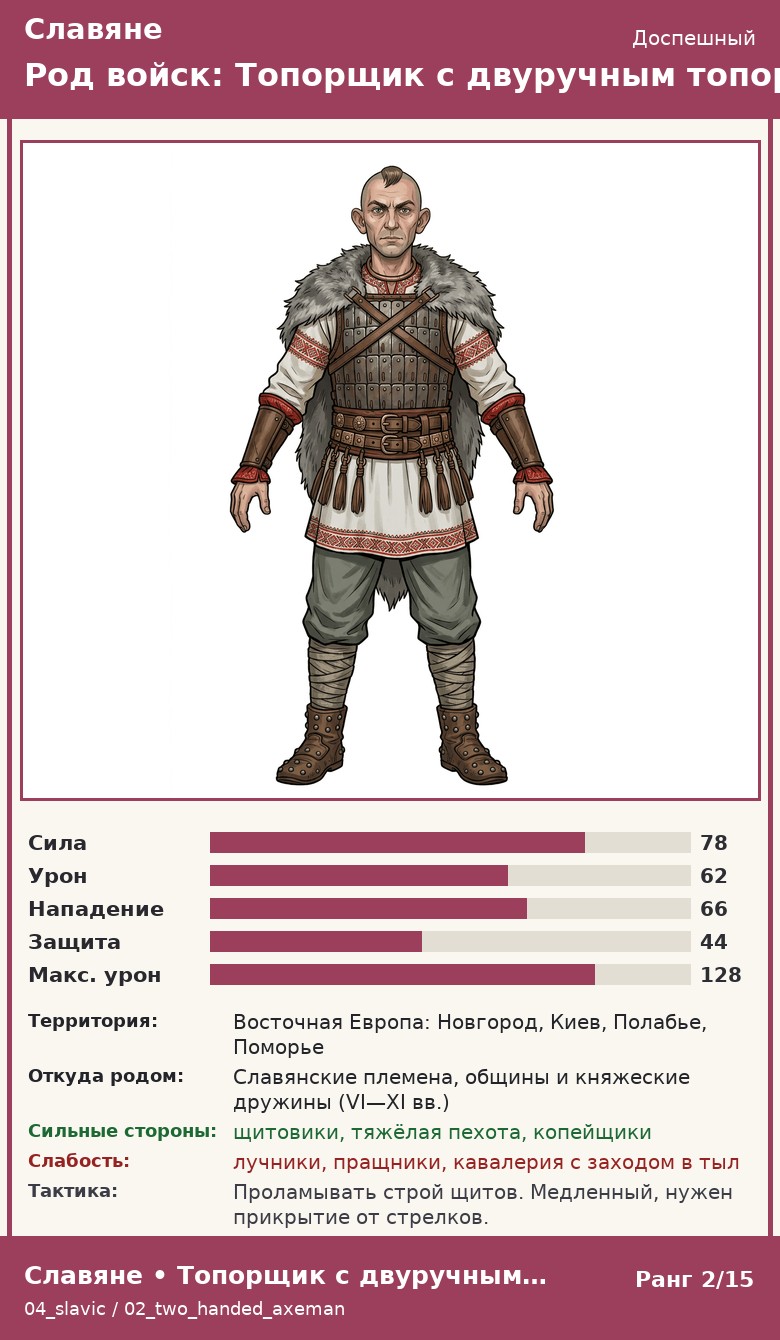 Славяне
Доспешный
Род войск: Топорщик с двуручным топор
Сила 78
Урон 62
Нападение 66
Защита 44
Макс. урон 128
Территория: Восточная Европа: Новгород, Киев, Полабье,
Поморье
Откуда родом: Славянские племена, общины и княжеские
дружины (VI—XI вв.)
Сильные стороны: щитовики, тяжёлая пехота, копейщики
Слабость: лучники, пращники, кавалерия с заходом в тыл
Тактика: Проламывать строй щитов. Медленный, нужен
прикрытие от стрелков.
Славяне • Топорщик с двуручным…
Ранг 2/15
04_slavic / 02_two_handed_axeman